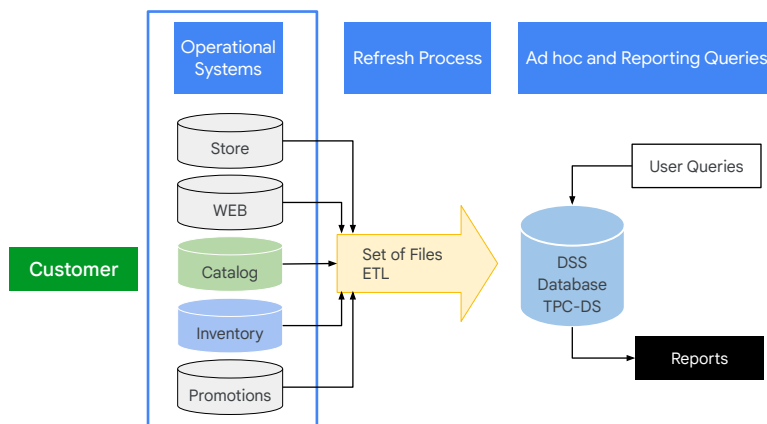 Operational
Systems
Refresh Process
Ad hoc and Reporting Queries
Store
User Queries
WEB
Customer
Catalog
Set of Files
ETL
DSS
Database
TPC-DS
Inventory
Reports
Promotions